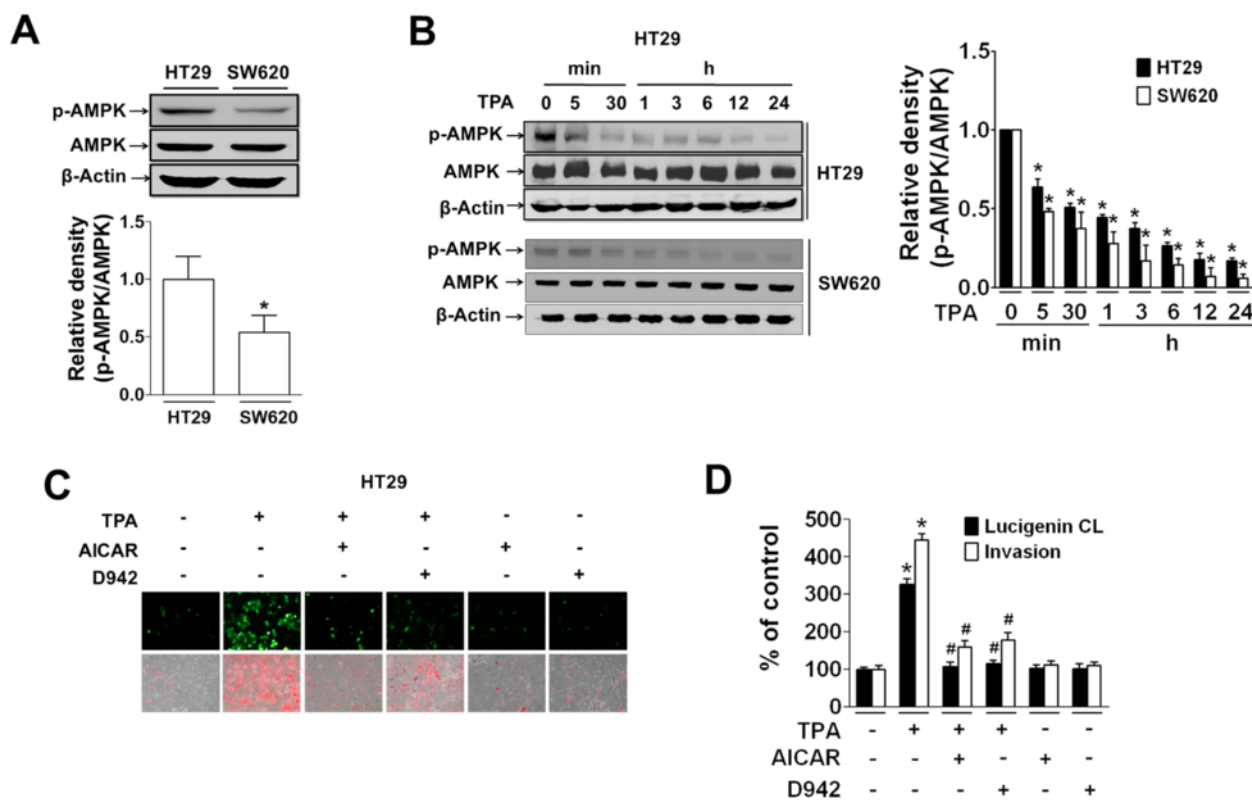 A
HT29 SW620
p-AMPK
AMPK
β-Actin
Relative density
(p-AMPK/AMPK)
1.5
1.0
0.5
0.0
*
HT29 SW620
B
HT29
min h
TPA 0 5 30 1 3 6 12 24
p-AMPK
AMPK
β-Actin
HT29
p-AMPK
AMPK
β-Actin
SW620
Relative density
(p-AMPK/AMPK)
1.5
1.0
0.5
0.0
HT29
SW620
* * * * * * * * * * * * * *
TPA 0 5 30 1 3 6 12 24
min h
C
HT29
TPA - + + + - -
AICAR - - + - + -
D942 - - - + - +
D
% of control
500
400
300
200
100
0
Lucigenin CL
Invasion
* *
# # # #
TPA - + + + - -
AICAR - - + - + -
D942 - - - + - +